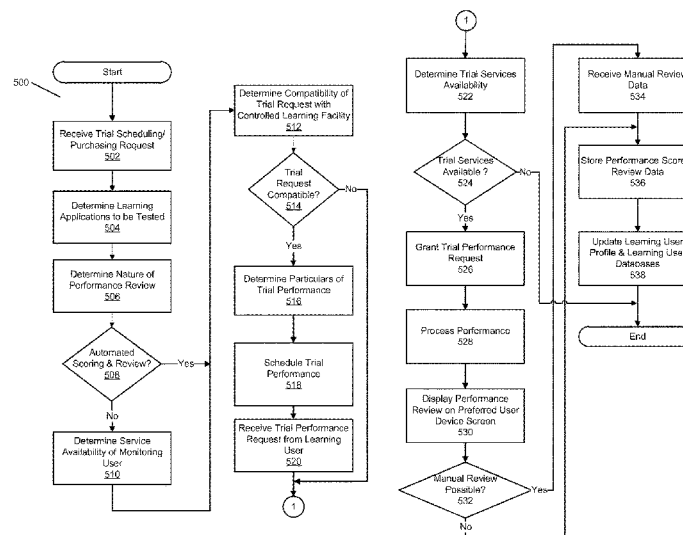 500
Start
Receive Trial Scheduling/
Purchasing Request
502
Determine Learning
Applications to be Tested
504
Determine Nature of
Performance Review
506
Automated
Scoring & Review?
508
Yes
No
Determine Service
Availability of Monitoring
User
510
Determine Compatibility of
Trial Request with
Controlled Learning Facility
512
Trial
Request
Compatible?
514
No
Yes
Determine Particulars of
Trial Performance
516
Schedule Trial
Performance
518
Receive Trial Performance
Request from Learning
User
520
1
1
Determine Trial Services
Availability
522
Trial Services
Available ?
524
No
Yes
Grant Trial Performance
Request
526
Process Performance
528
Display Performance
Review on Preferred User
Device Screen
530
Manual Review
Possible?
532
Yes
No
Receive Manual Review
Data
534
Store Performance Score
Review Data
536
Update Learning User
Profile & Learning User
Databases
538
End